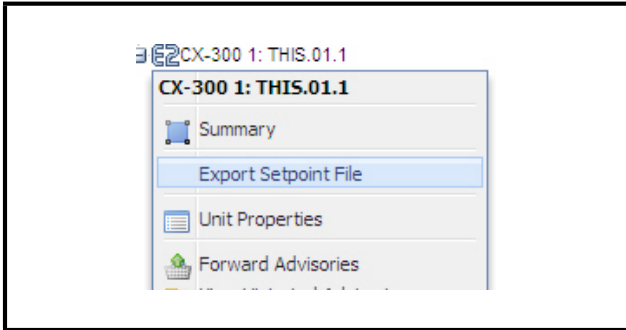 E2 CX-300 1: THIS.01.1
CX-300 1: THIS.01.1
Summary
Export Setpoint File
Unit Properties
Forward Advisories